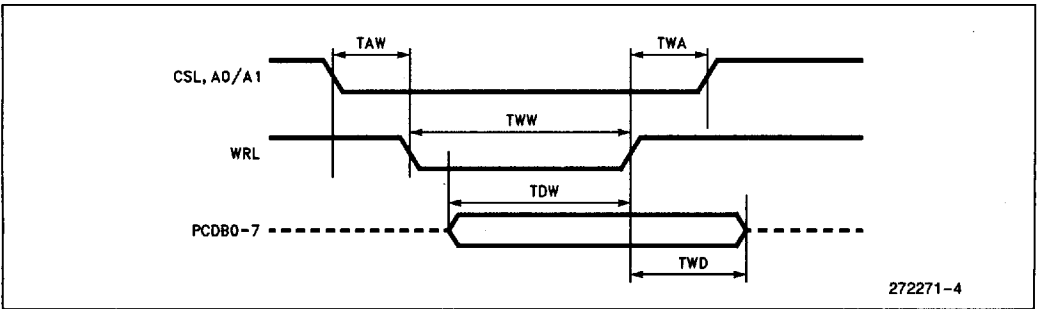 TAW TWA
CSL, A0/A1
TWW
WRL
TDW
PCDB0-7
TWD
272271-4